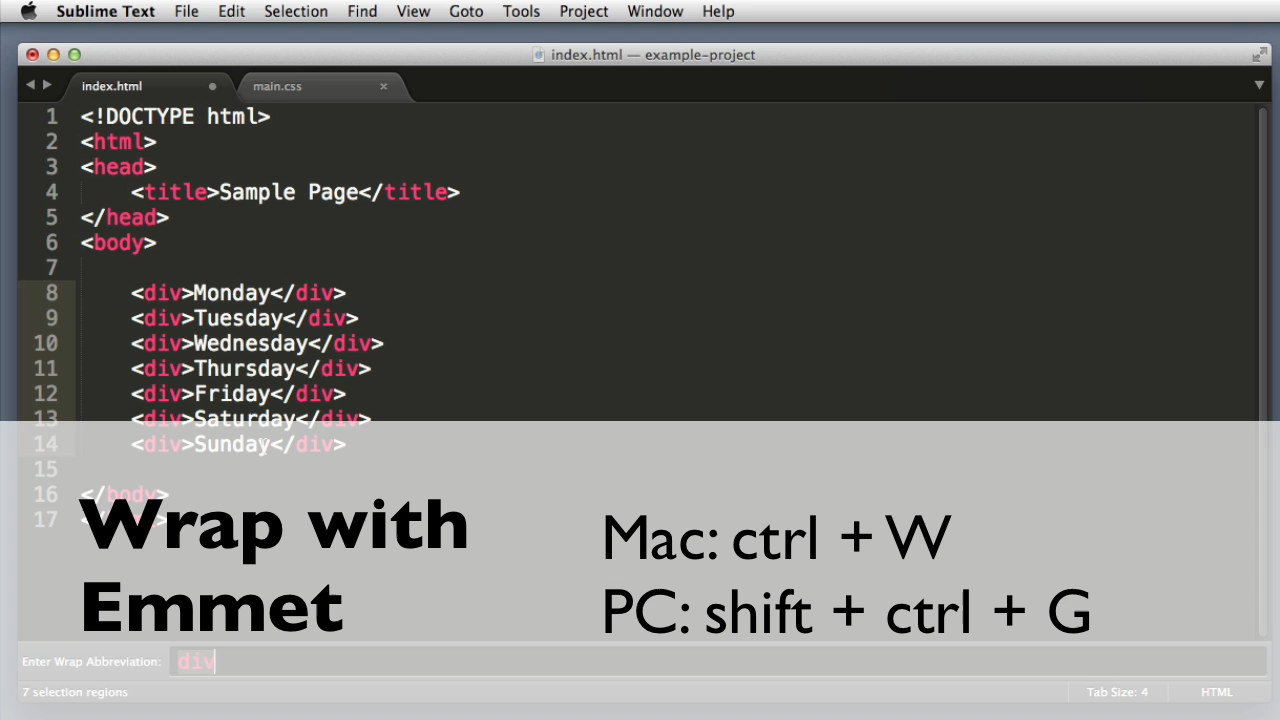 Sublime Text File Edit Selection Find View Goto Tools Project Window Help
index.html — example-project
index.html main.css
1 <!DOCTYPE html>
2 <html>
3 <head>
4 <title>Sample Page</title>
5 </head>
6 <body>
7
8 <div>Monday</div>
9 <div>Tuesday</div>
10 <div>Wednesday</div>
11 <div>Thursday</div>
12 <div>Friday</div>
13 <div>Saturday</div>
14 <div>Sunday</div>
15
16 </body>
17
Wrap with
Emmet
Mac: ctrl + W
PC: shift + ctrl + G
Enter Wrap Abbreviation: div
7 selection regions Tab Size: 4 HTML